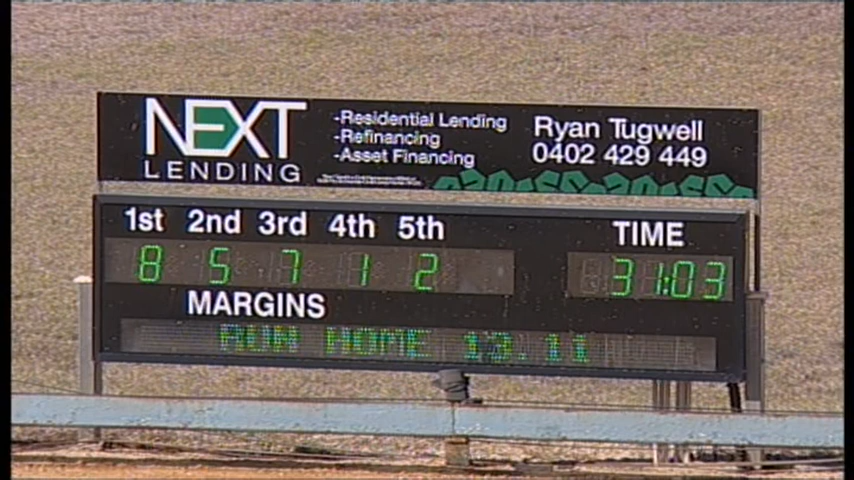 NEXT
LENDING
-Residential Lending
-Refinancing
-Asset Financing
Ryan Tugwell
0402 429 449
1st 2nd 3rd 4th 5th
TIME
8 5 7 1 2
31:03
MARGINS
RUN HOME 13.11